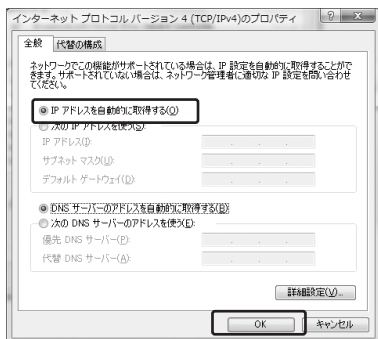 インターネット プロトコル バージョン 4 (TCP/IPv4)のプロパティ
全般 代替の構成
ネットワークでこの機能がサポートされている場合は、IP 設定を自動的に取得することがで
きます。サポートされていない場合は、ネットワーク管理者に適切な IP 設定を問い合わせ
てください。
IP アドレスを自動的に取得する(O)
次の IP アドレスを使う(S):
IP アドレス(I):
サブネット マスク(U):
デフォルト ゲートウェイ(D):
DNS サーバーのアドレスを自動的に取得する(B)
次の DNS サーバーのアドレスを使う(E):
優先 DNS サーバー(P):
代替 DNS サーバー(A):
詳細設定(V)...
OK キャンセル